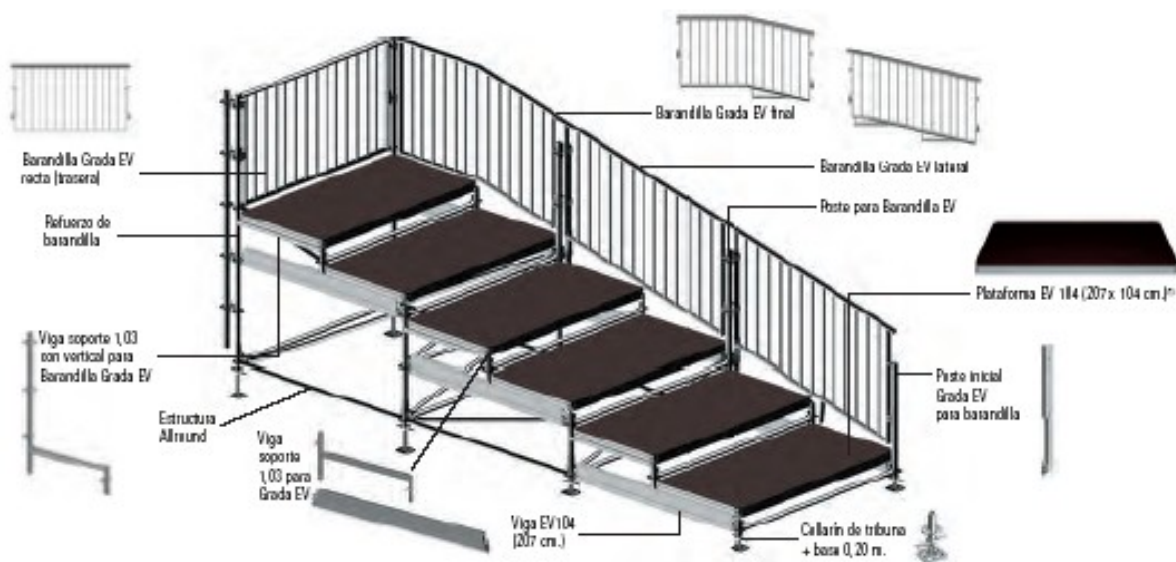 Barandilla Grada EV
recta (trasera)
Refuerzo de
barandilla
Viga soporte 1,03
con vertical para
Barandilla Grada EV
Estructura
Allround
Viga
soporte
1,03 para
Grada EV
Viga EV104
(207 cm.)
Collarín de tribuna
+ base 0,20 m.
Barandilla Grada EV final
Barandilla Grada EV lateral
Poste para Barandilla EV
Plataforma EV 104 (207 x 104 cm.)
Poste inicial
Grada EV
para barandilla